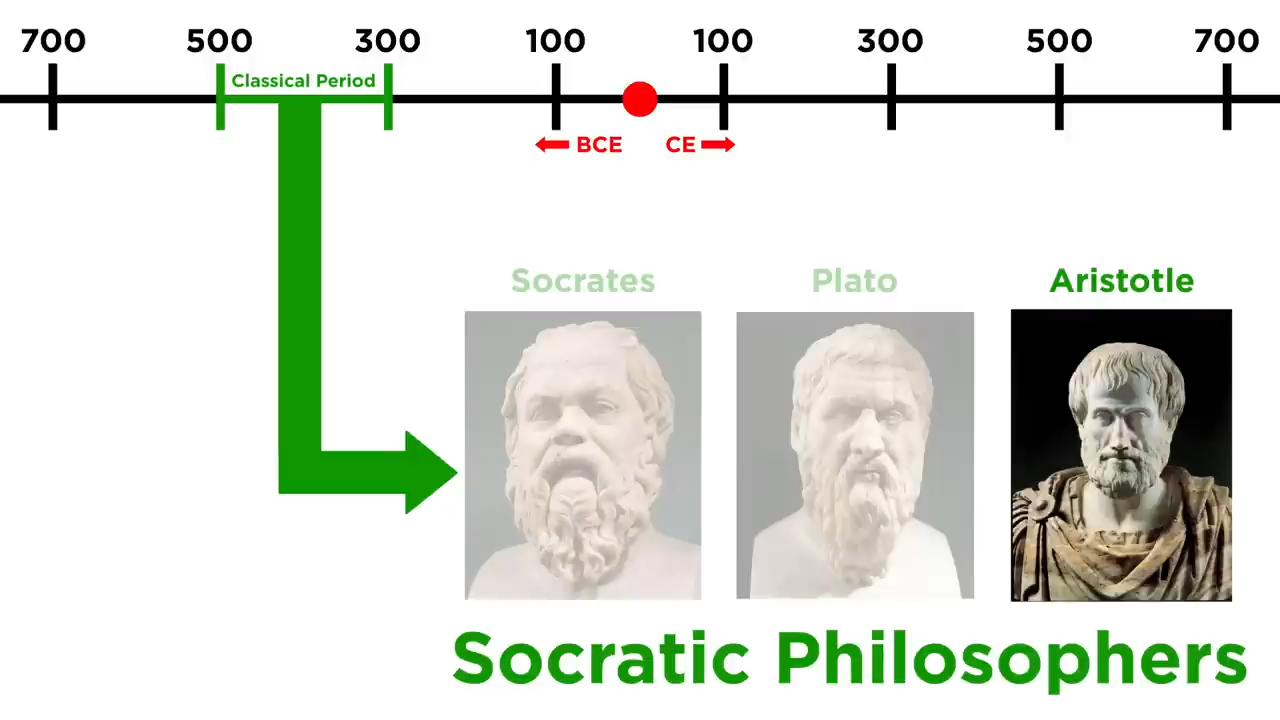 700 500 300 100 100 300 500 700
Classical Period
BCE CE
Socrates Plato Aristotle
Socratic Philosophers